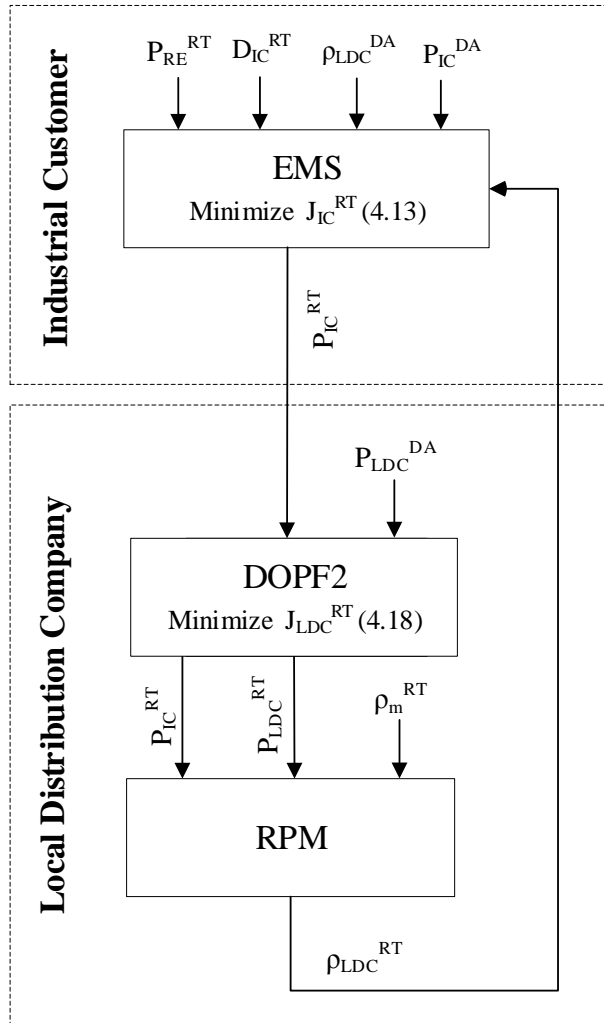 Industrial Customer
P_RE^RT D_IC^RT ρ_LDC^DA P_IC^DA
EMS
Minimize J_IC^RT (4.13)
P_IC^RT
Local Distribution Company
P_LDC^DA
DOPF2
Minimize J_LDC^RT (4.18)
P_IC^RT P_LDC^RT ρ_m^RT
RPM
ρ_LDC^RT